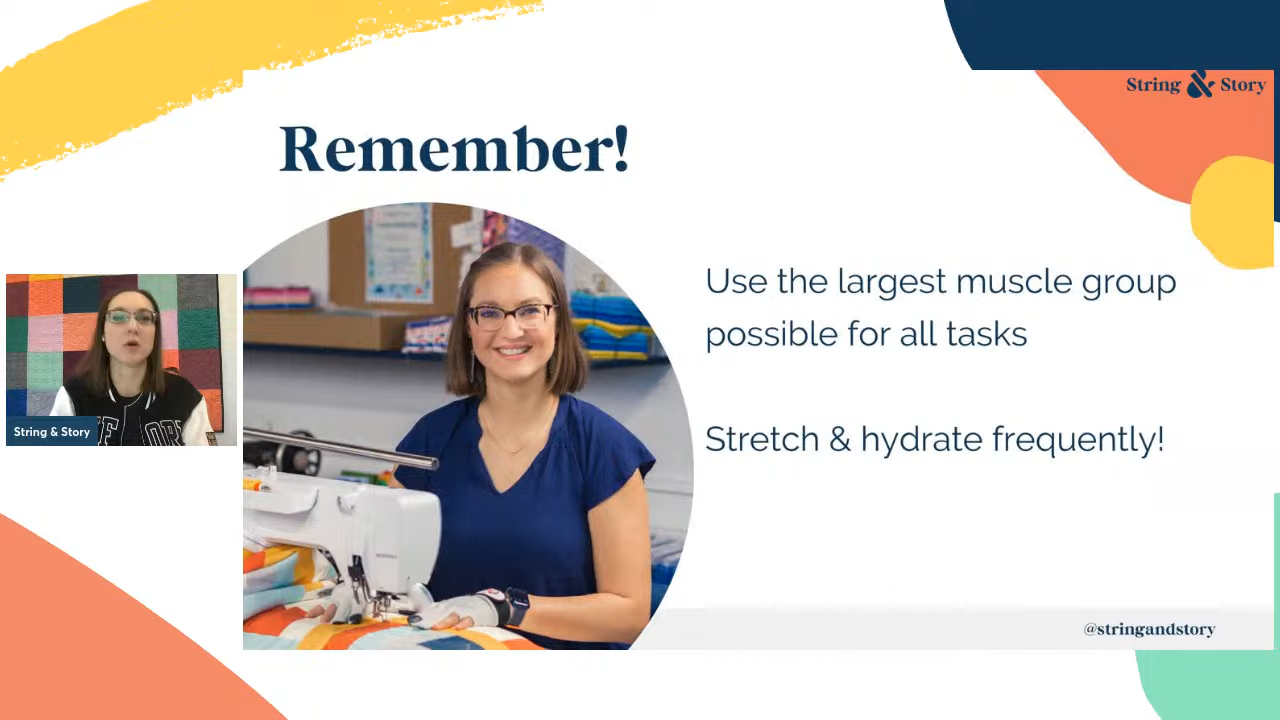 String & Story
Remember!
Use the largest muscle group
possible for all tasks
Stretch & hydrate frequently!
String & Story
@stringandstory